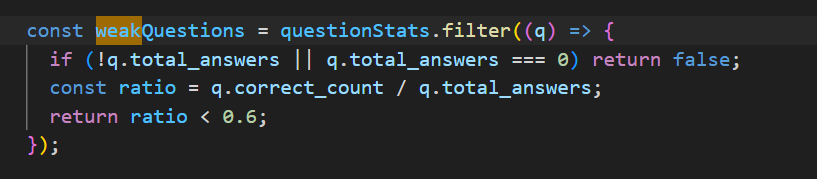 const weakQuestions = questionStats.filter((q) => {
  if (!q.total_answers || q.total_answers === 0) return false;
  const ratio = q.correct_count / q.total_answers;
  return ratio < 0.6;
});